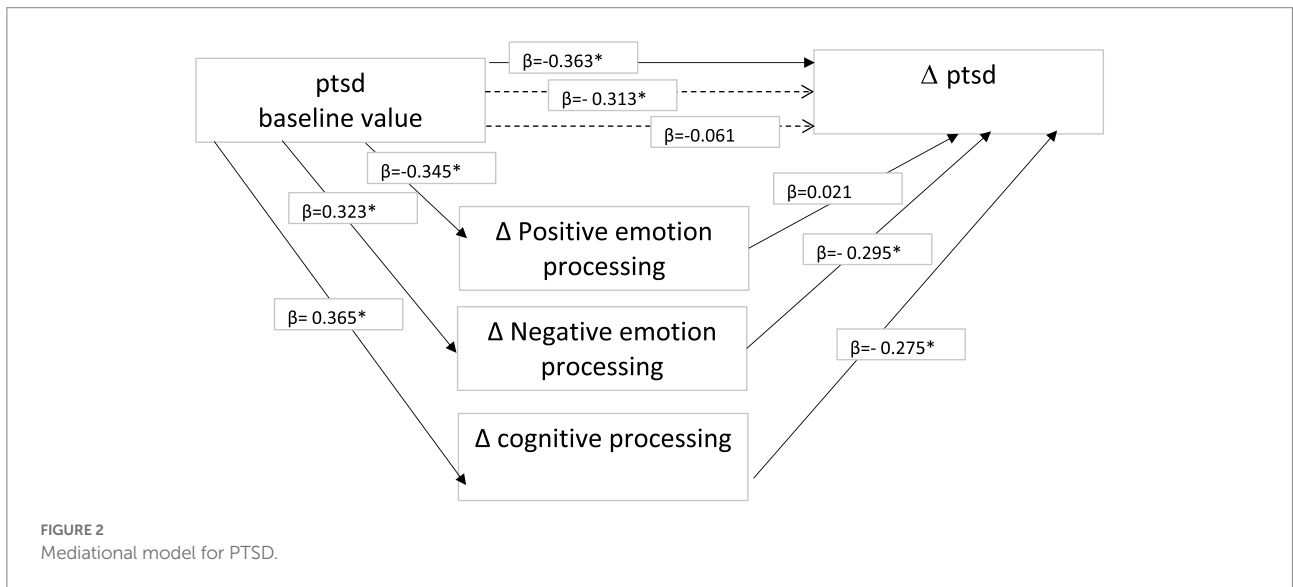 β=-0.363*
ptsd
baseline value
Δ ptsd
β=- 0.313*
β=-0.061
β=-0.345*
β=0.323*
β=0.021
Δ Positive emotion
processing
β=- 0.295*
β= 0.365*
Δ Negative emotion
processing
β=- 0.275*
Δ cognitive processing
FIGURE 2
Mediational model for PTSD.